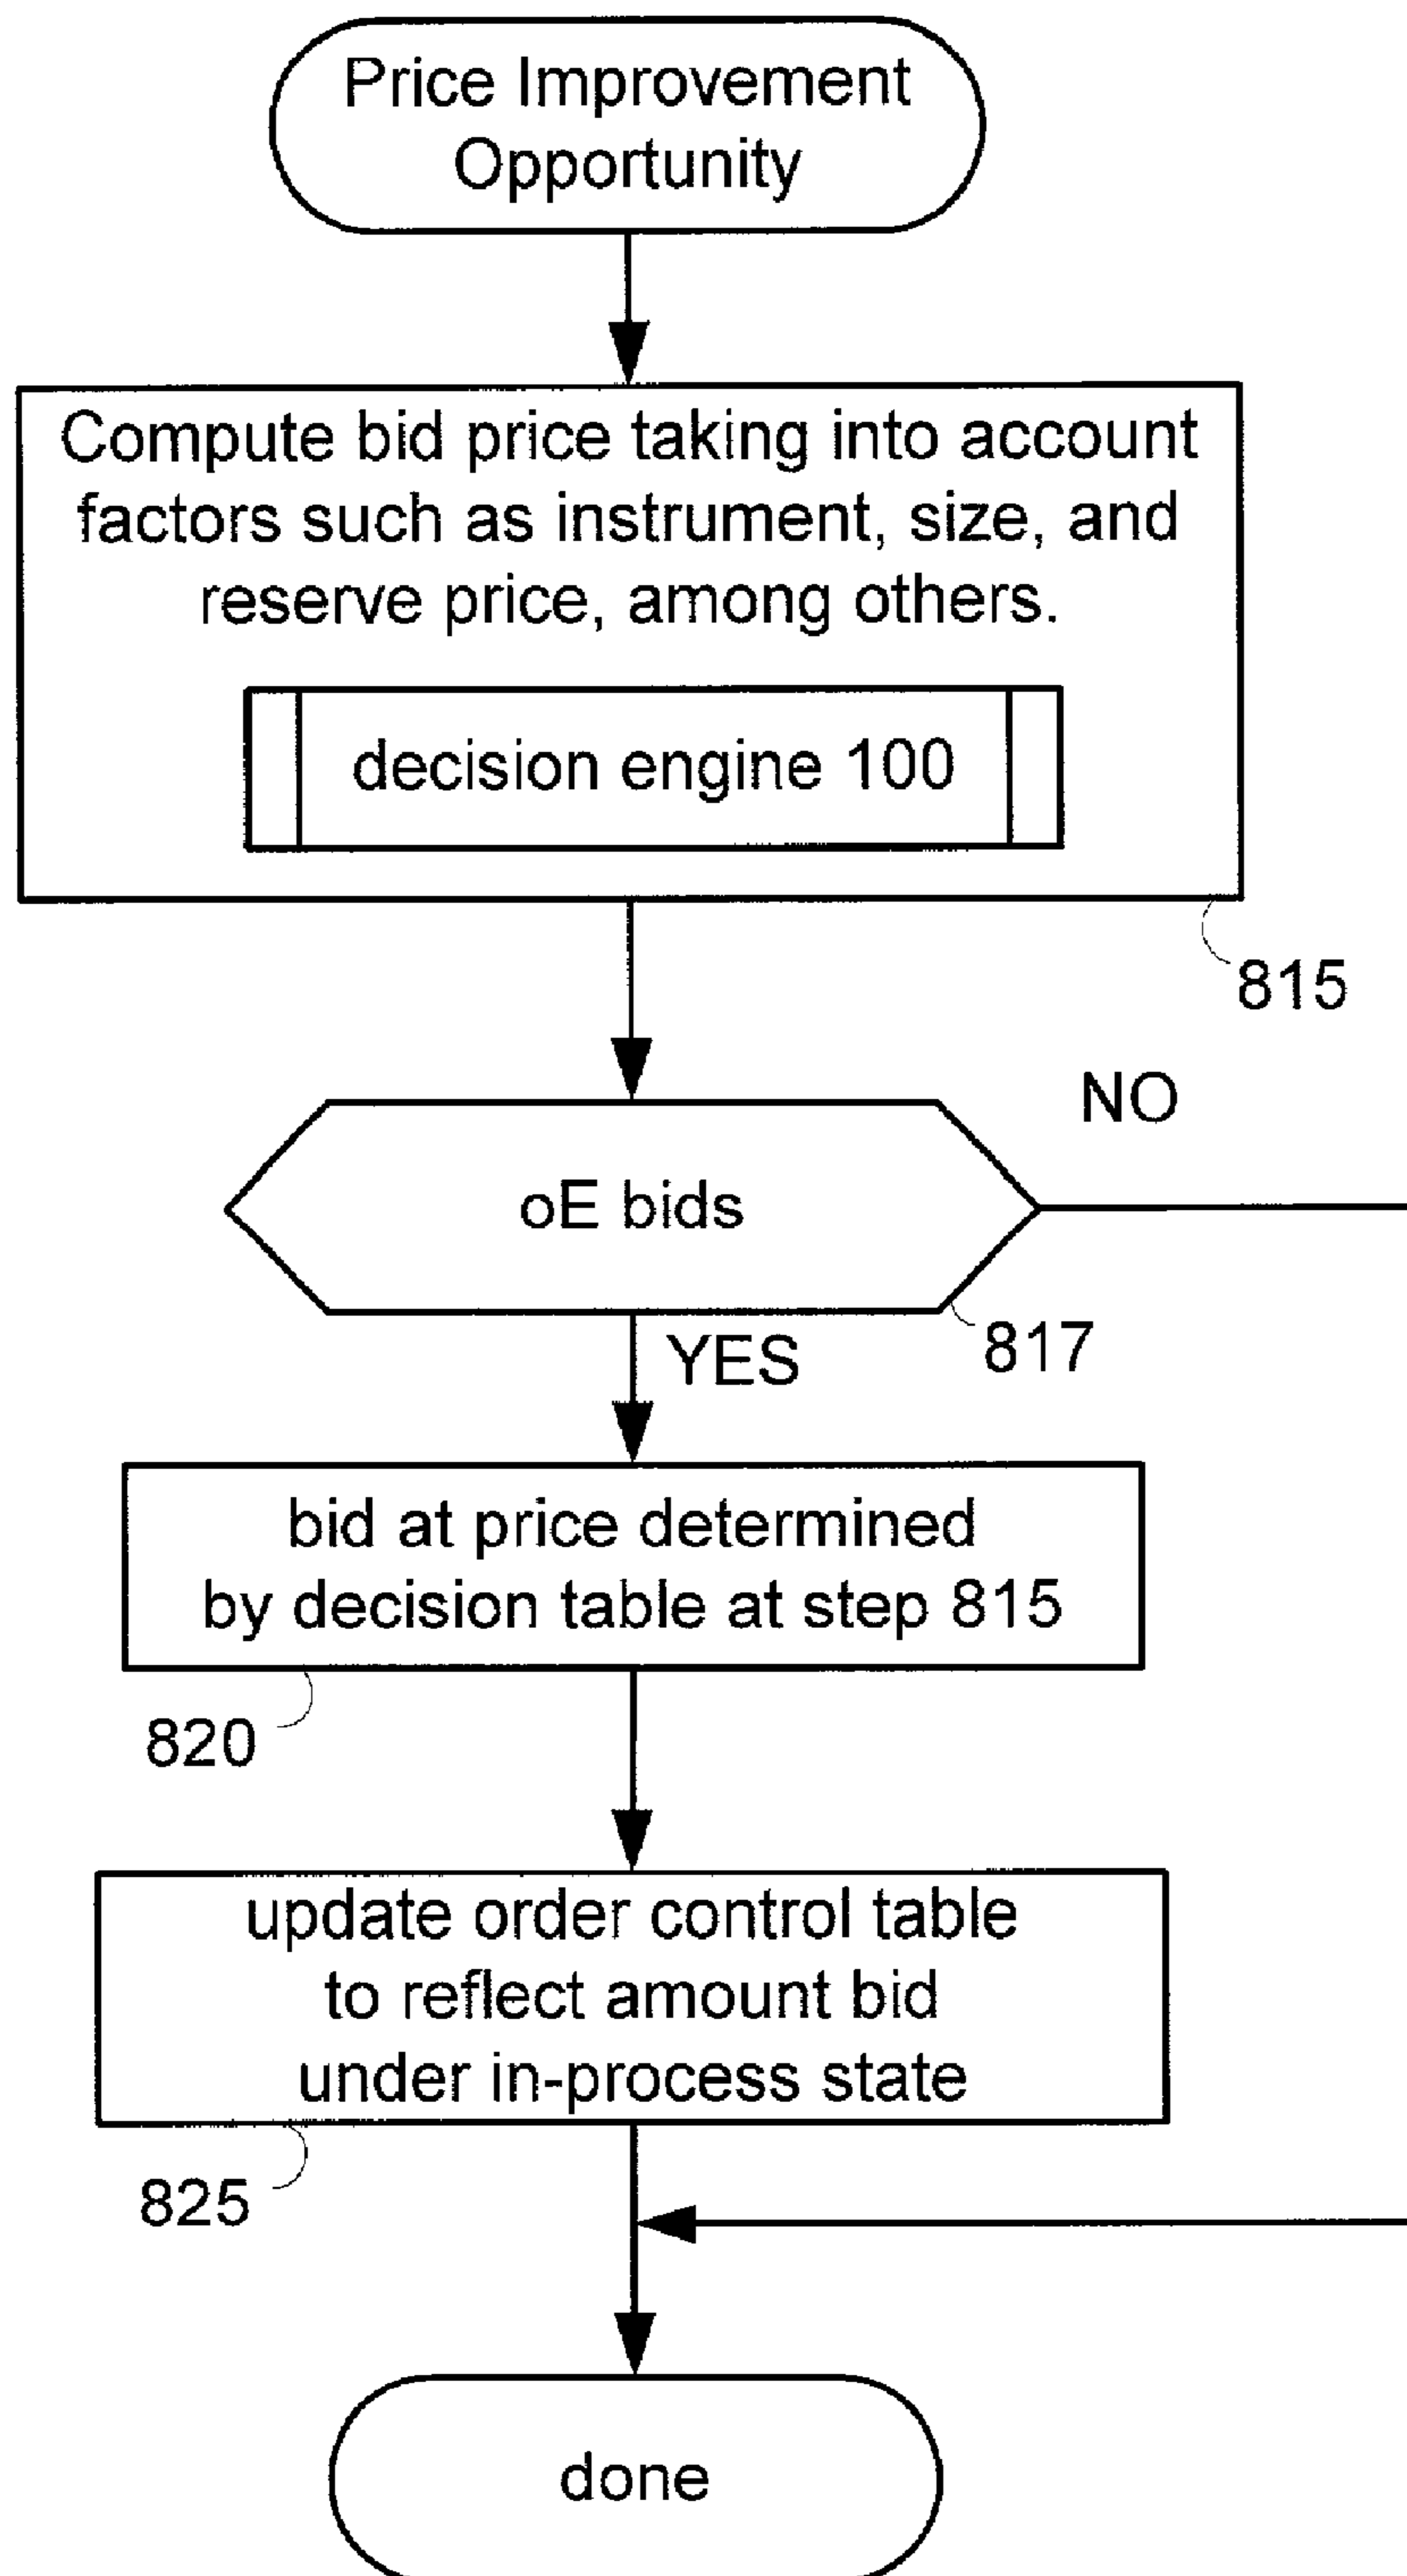 Price Improvement
Opportunity
Compute bid price taking into account
factors such as instrument, size, and
reserve price, among others.
decision engine 100
815
NO
oE bids
817
YES
bid at price determined
by decision table at step 815
820
update order control table
to reflect amount bid
under in-process state
825
done